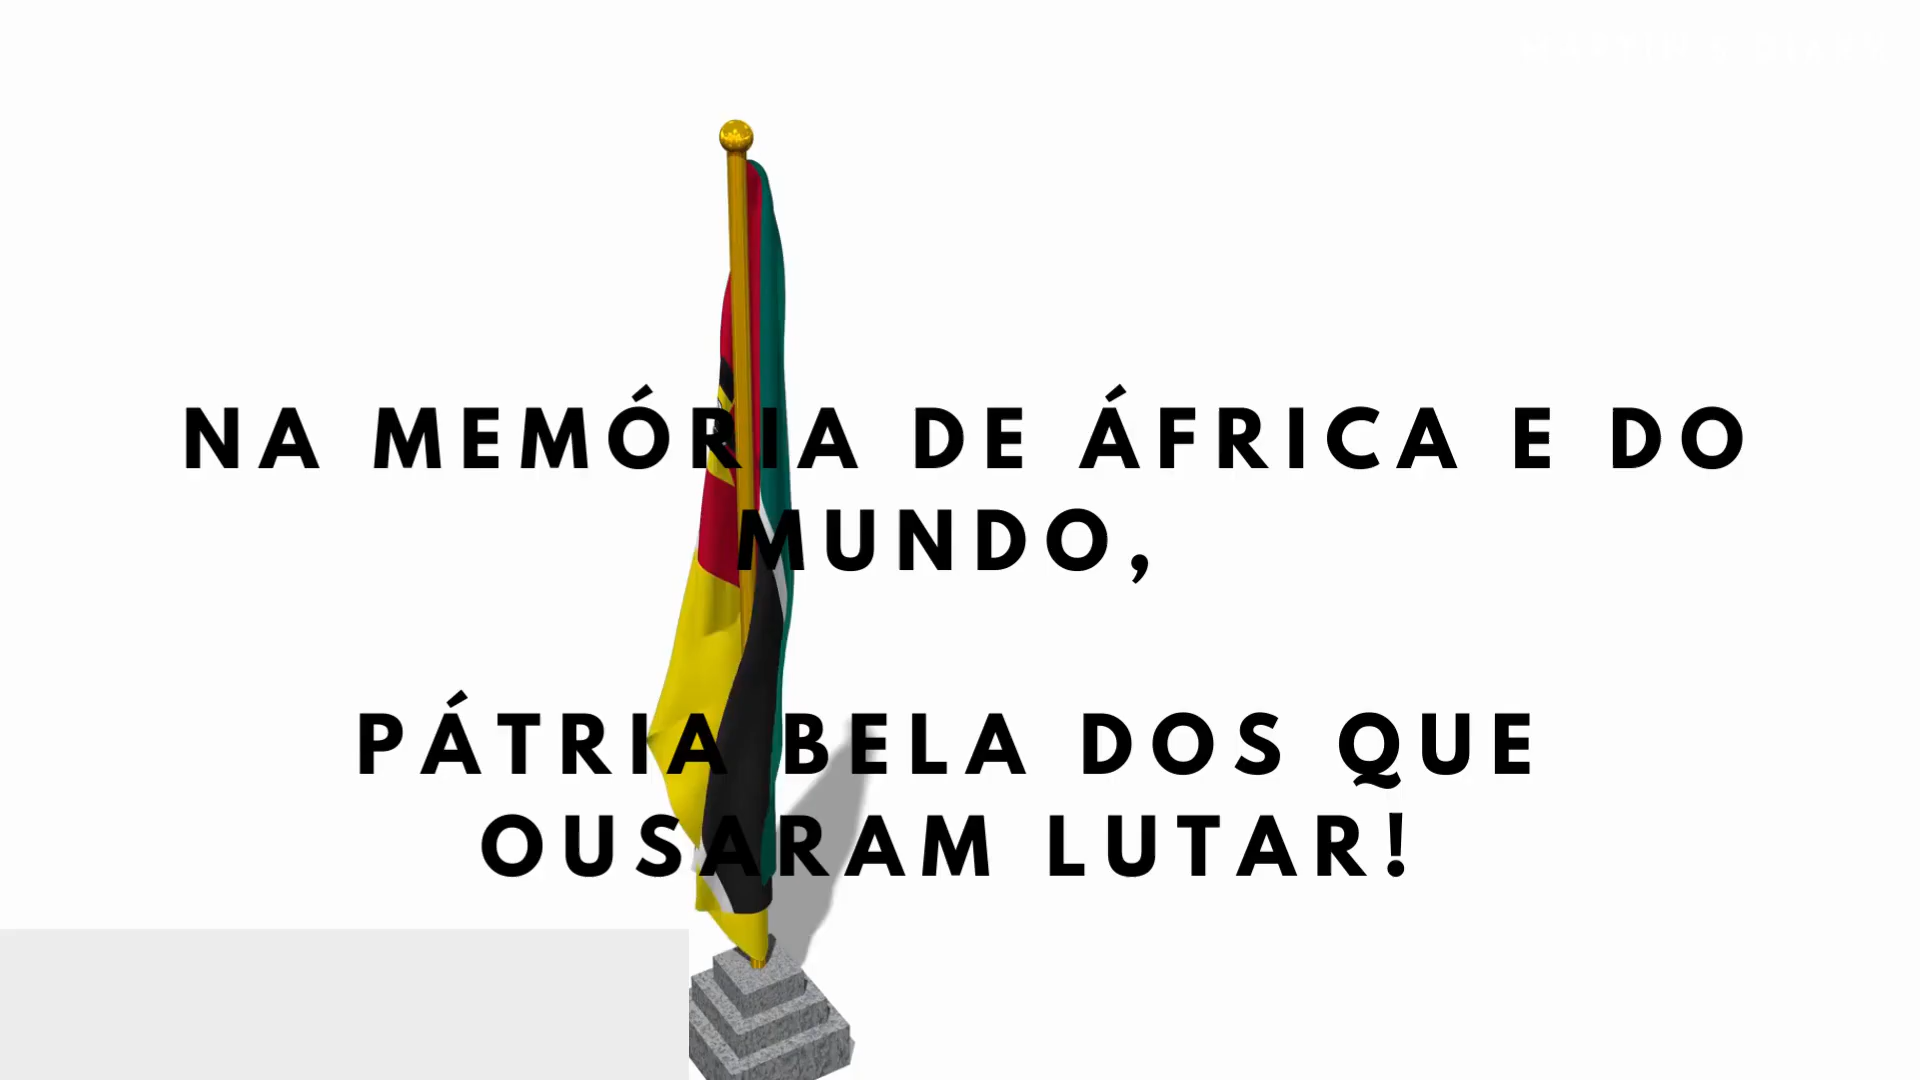 NA MEMÓRIA DE ÁFRICA E DO
MUNDO,
PÁTRIA BELA DOS QUE
OUSARAM LUTAR!